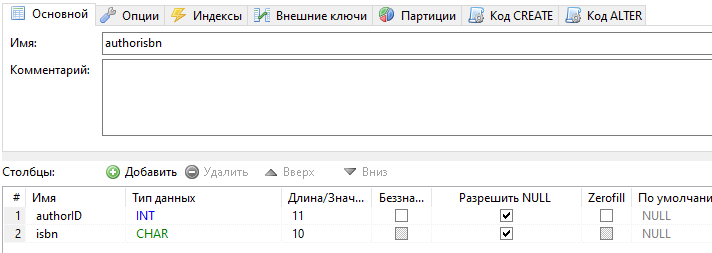 Основной Опции Индексы Внешние ключи Партиции Код CREATE Код ALTER
Имя: authorisbn
Комментарий:
Столбцы: Добавить Удалить Вверх Вниз
# Имя Тип данных Длина/Знач... Беззна... Разрешить NULL Zerofill По умолчани
1 authorID INT 11 NULL
2 isbn CHAR 10 NULL